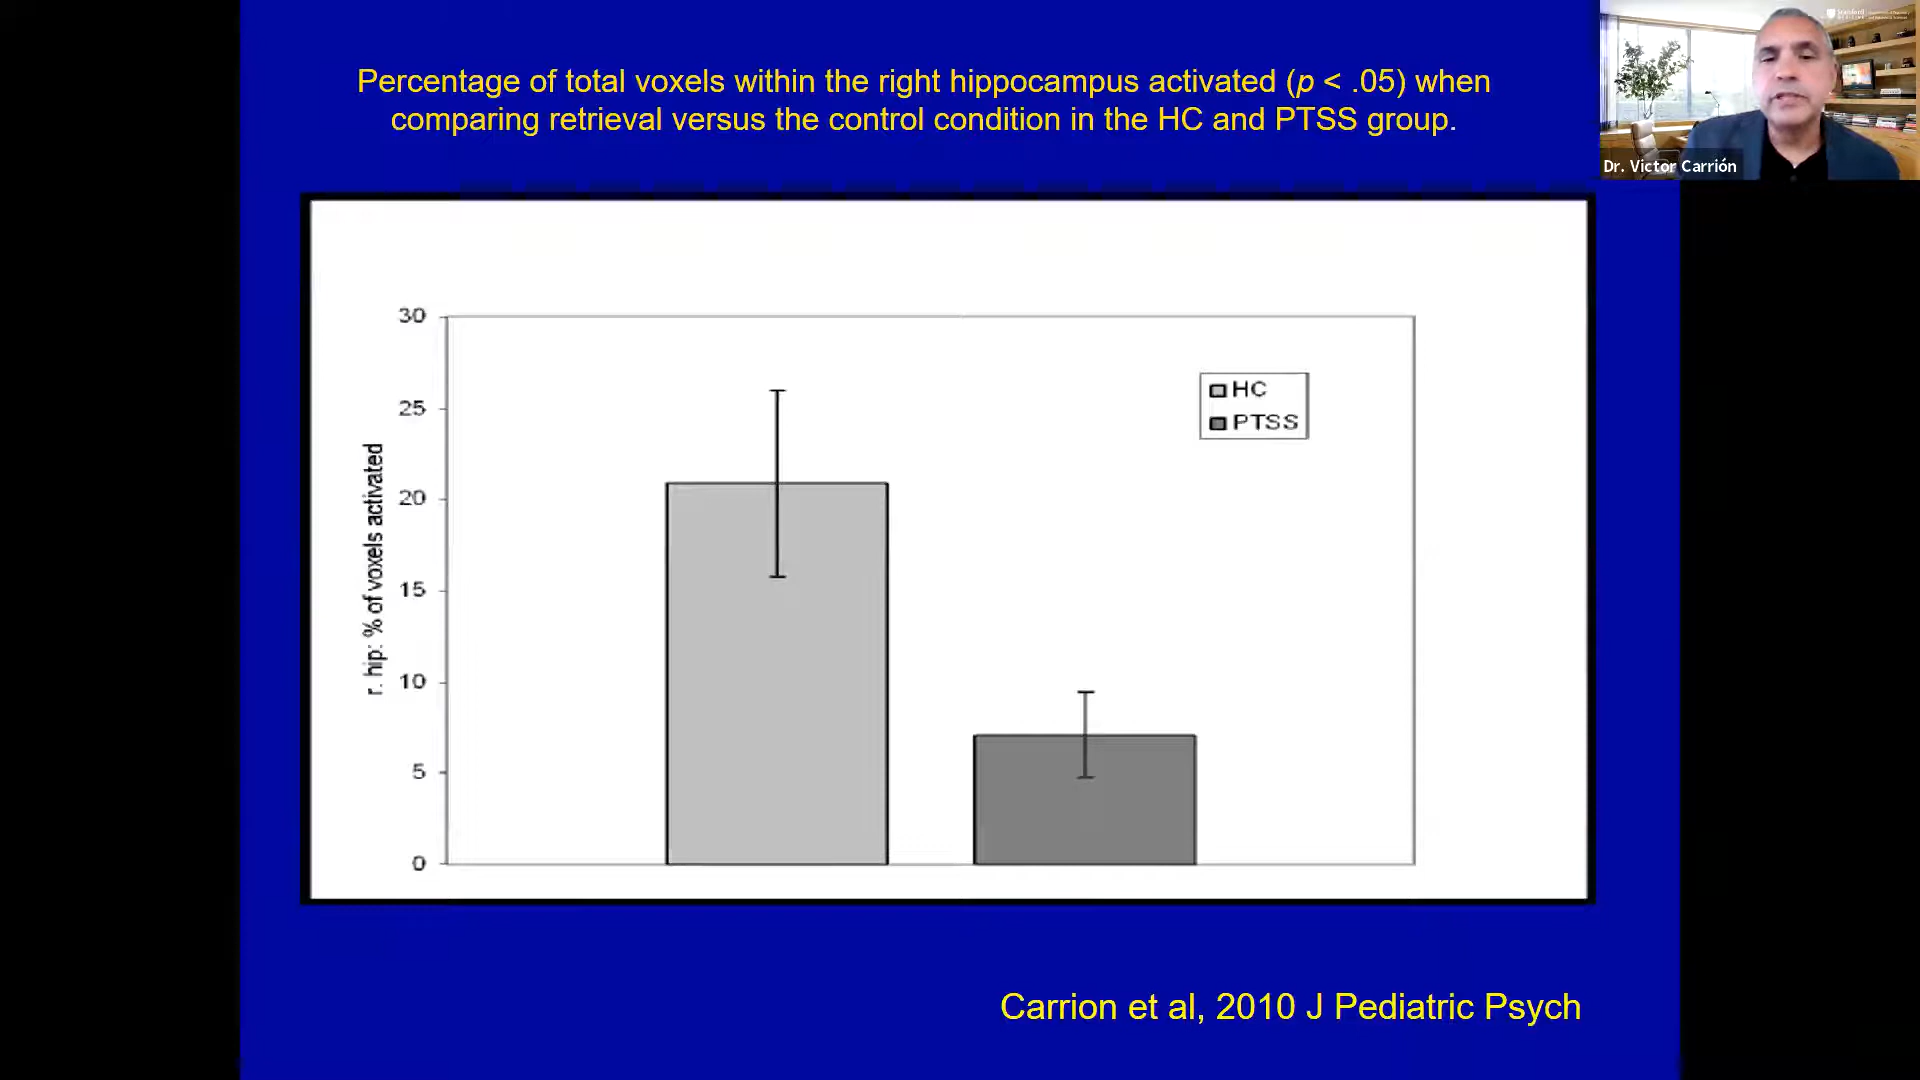 Percentage of total voxels within the right hippocampus activated (p < .05) when
comparing retrieval versus the control condition in the HC and PTSS group.
Stanford
Dr. Victor Carrión
30
25
20
15
10
5
0
r. hip: % of voxels activated
HC
PTSS
Carrion et al, 2010 J Pediatric Psych